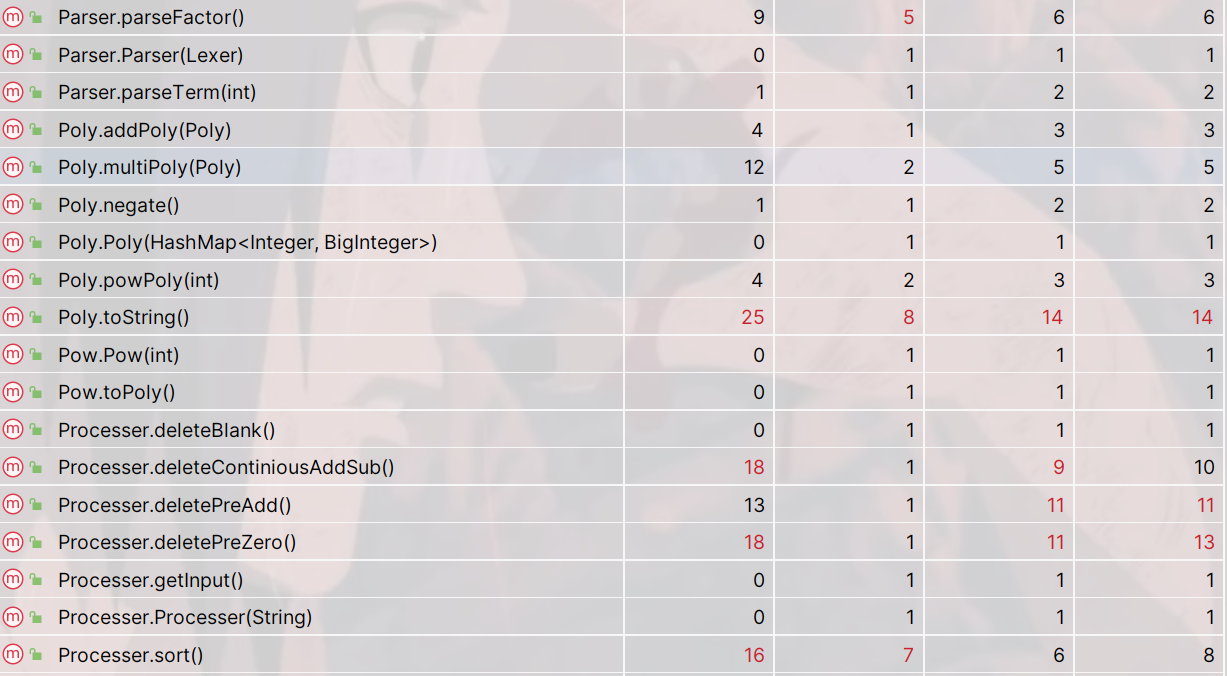 m Parser.parseFactor() 9 5 6 6
m Parser.Parser(Lexer) 0 1 1 1
m Parser.parseTerm(int) 1 1 2 2
m Poly.addPoly(Poly) 4 1 3 3
m Poly.multiPoly(Poly) 12 2 5 5
m Poly.negate() 1 1 2 2
m Poly.Poly(HashMap<Integer, BigInteger>) 0 1 1 1
m Poly.powPoly(int) 4 2 3 3
m Poly.toString() 25 8 14 14
m Pow.Pow(int) 0 1 1 1
m Pow.toPoly() 0 1 1 1
m Processer.deleteBlank() 0 1 1 1
m Processer.deleteContiniousAddSub() 18 1 9 10
m Processer.deletePreAdd() 13 1 11 11
m Processer.deletePreZero() 18 1 11 13
m Processer.getInput() 0 1 1 1
m Processer.Processer(String) 0 1 1 1
m Processer.sort() 16 7 6 8